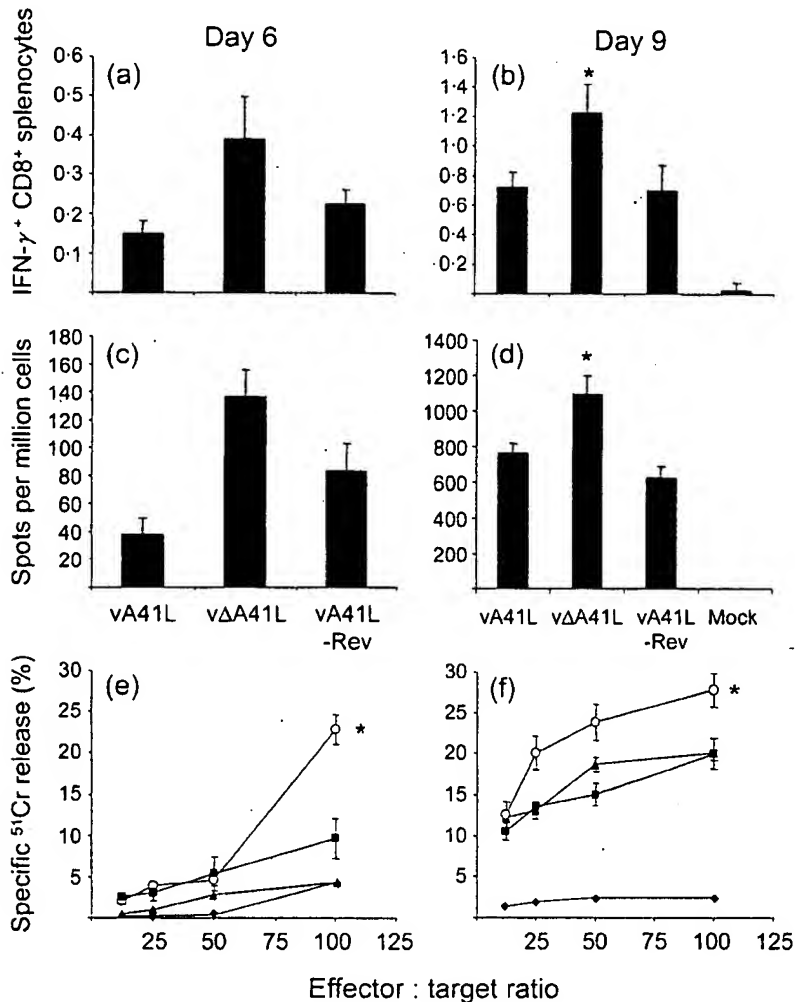 Day 6
Day 9
IFN-γ⁺ CD8⁺ splenocytes
(a)
0·6
0·5
0·4
0·3
0·2
0·1
(b)
1·6
1·4
1·2
1·0
0·8
0·6
0·4
0·2
*
Spots per million cells
(c)
180
160
140
120
100
80
60
40
20
vA41L
vΔA41L
vA41L
-Rev
(d)
1400
1200
1000
800
600
400
200
*
vA41L
vΔA41L
vA41L
-Rev
Mock
Specific ⁵¹Cr release (%)
(e)
30
25
20
15
10
5
*
25
50
75
100
125
(f)
30
25
20
15
10
5
*
25
50
75
100
125
Effector : target ratio